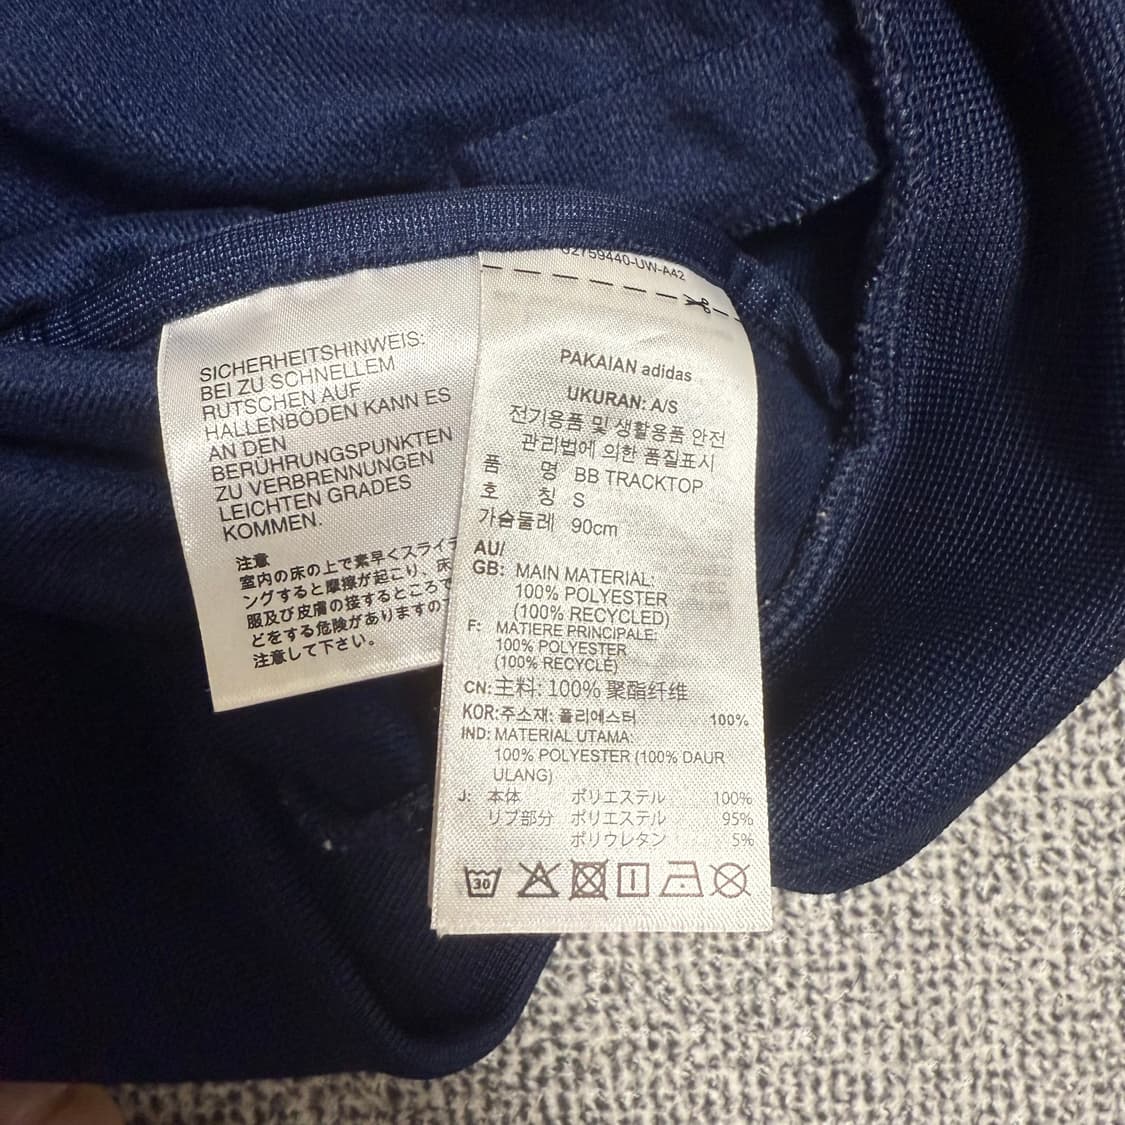 SICHERHEITSHINWEIS:
BEI ZU SCHNELLEM
RUTSCHEN AUF
HALLENBÖDEN KANN ES
AN DEN
BERÜHRUNGSPUNKTEN
ZU VERBRENNUNGEN
LEICHTEN GRADES
KOMMEN.
注意
室内の床の上で素早くスライデ
ングすると摩擦が起こり、床
服及び皮膚の接するところで
どをする危険がありますの
注意して下さい。
2759440-UW-A42
PAKAIAN adidas
UKURAN: A/S
전기용품 및 생활용품 안전
관리법에 의한 품질표시
품 명 BB TRACKTOP
호 칭 S
가슴둘레 90cm
AU/
GB: MAIN MATERIAL:
100% POLYESTER
(100% RECYCLED)
F: MATIERE PRINCIPALE:
100% POLYESTER
(100% RECYCLÉ)
CN: 主料: 100% 聚酯纤维
KOR: 주소재: 폴리에스터 100%
IND: MATERIAL UTAMA:
100% POLYESTER (100% DAUR
ULANG)
J: 本体 ポリエステル 100%
リブ部分 ポリエステル 95%
ポリウレタン 5%
30